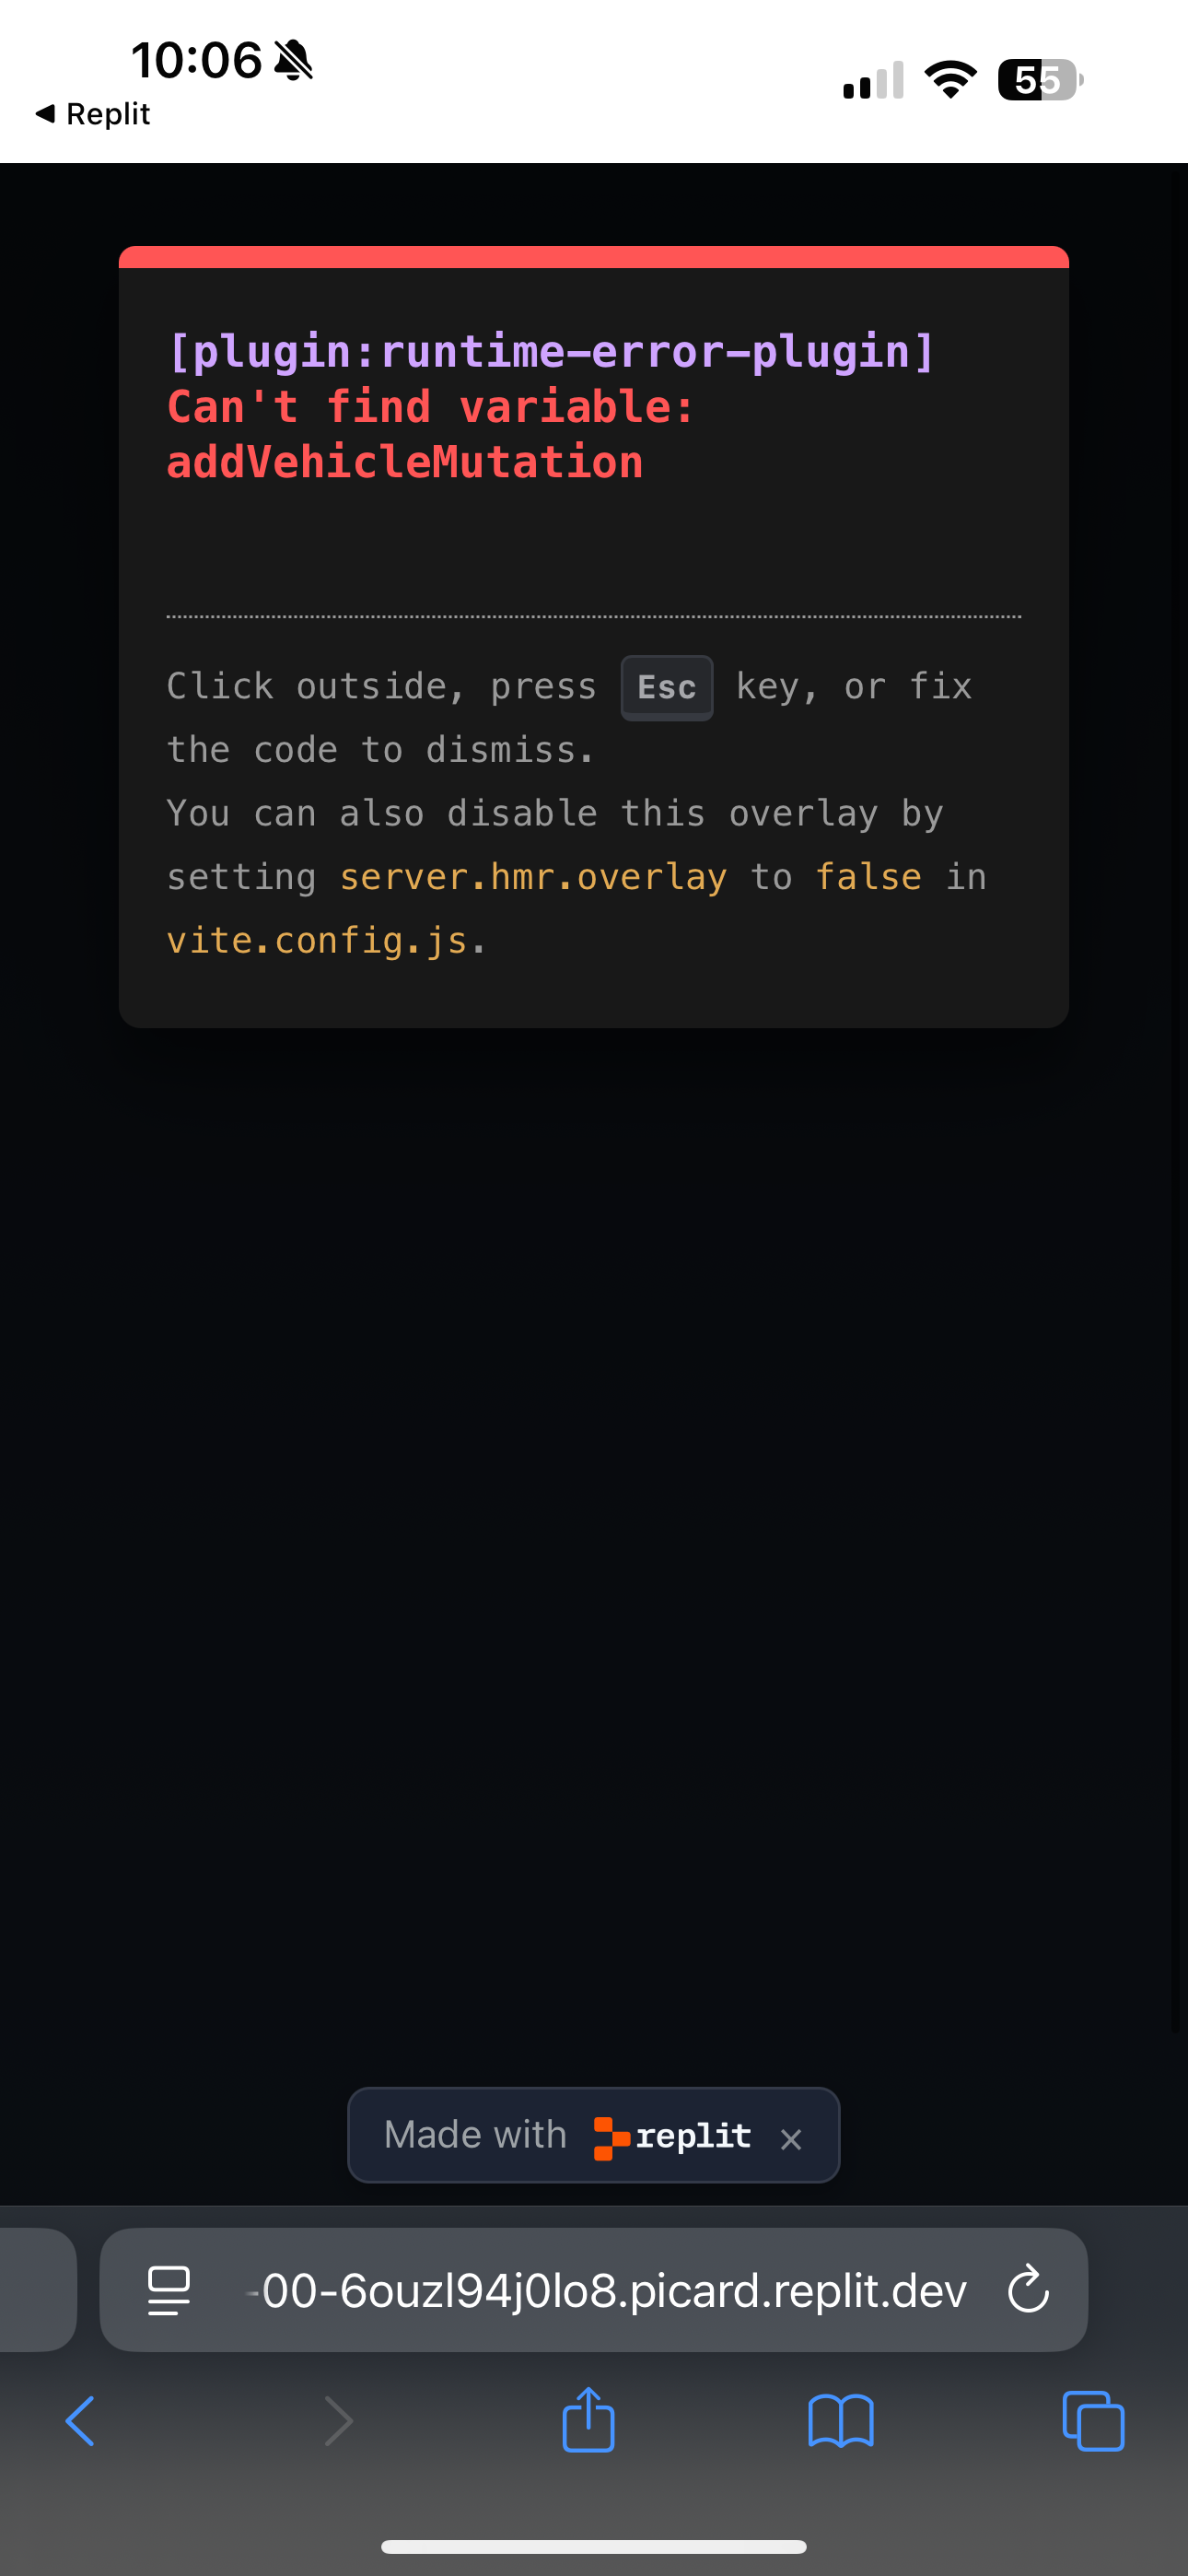 10:06
55
◀ Replit
[plugin:runtime-error-plugin]
Can't find variable:
addVehicleMutation
Click outside, press Esc key, or fix
the code to dismiss.
You can also disable this overlay by
setting server.hmr.overlay to false in
vite.config.js.
Made with replit ×
-00-6ouzl94j0lo8.picard.replit.dev